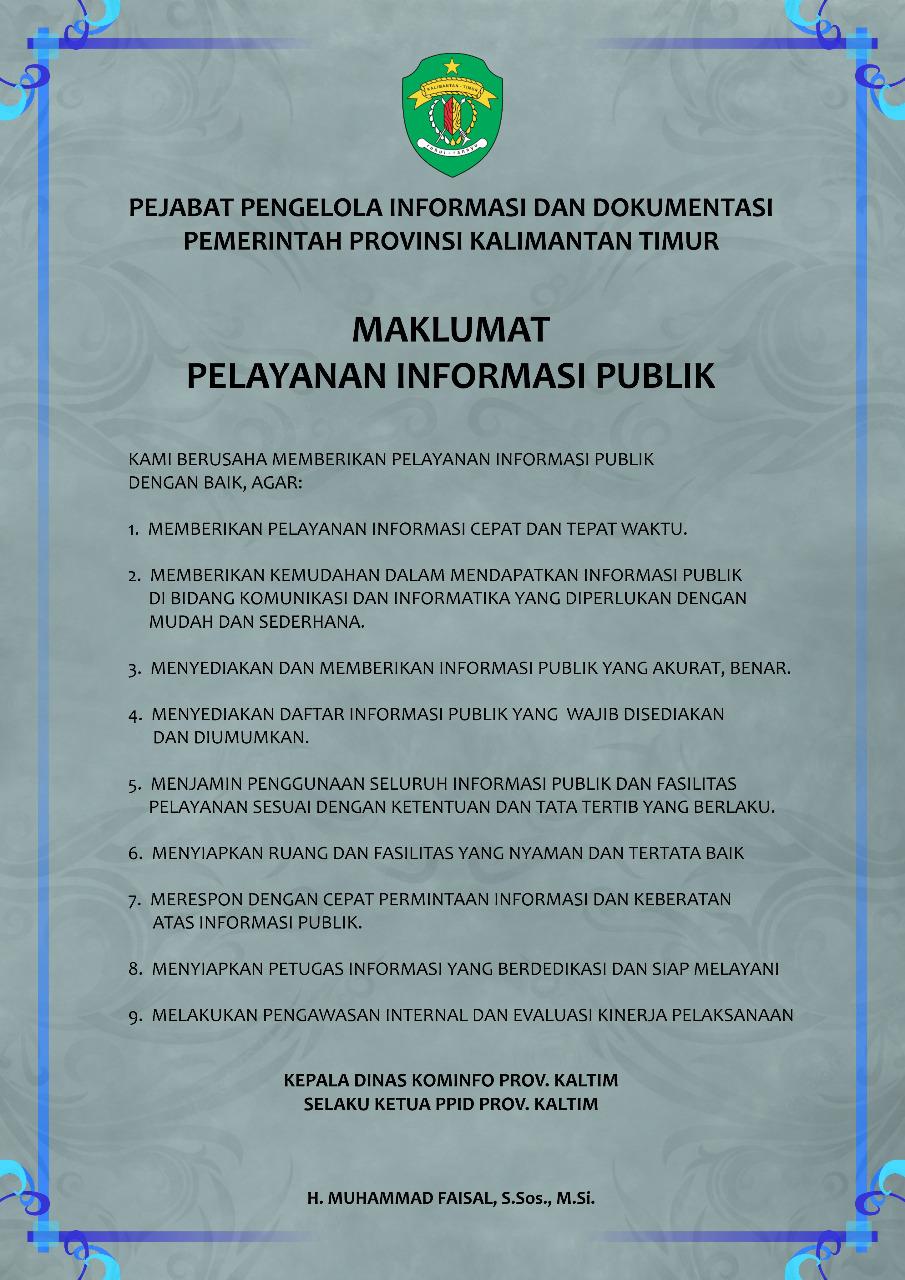 KALIMANTAN - TIMUR
PEJABAT PENGELOLA INFORMASI DAN DOKUMENTASI
PEMERINTAH PROVINSI KALIMANTAN TIMUR
MAKLUMAT
PELAYANAN INFORMASI PUBLIK
KAMI BERUSAHA MEMBERIKAN PELAYANAN INFORMASI PUBLIK
DENGAN BAIK, AGAR:
1. MEMBERIKAN PELAYANAN INFORMASI CEPAT DAN TEPAT WAKTU.
2. MEMBERIKAN KEMUDAHAN DALAM MENDAPATKAN INFORMASI PUBLIK
DI BIDANG KOMUNIKASI DAN INFORMATIKA YANG DIPERLUKAN DENGAN
MUDAH DAN SEDERHANA.
3. MENYEDIAKAN DAN MEMBERIKAN INFORMASI PUBLIK YANG AKURAT, BENAR.
4. MENYEDIAKAN DAFTAR INFORMASI PUBLIK YANG WAJIB DISEDIAKAN
DAN DIUMUMKAN.
5. MENJAMIN PENGGUNAAN SELURUH INFORMASI PUBLIK DAN FASILITAS
PELAYANAN SESUAI DENGAN KETENTUAN DAN TATA TERTIB YANG BERLAKU.
6. MENYIAPKAN RUANG DAN FASILITAS YANG NYAMAN DAN TERTATA BAIK
7. MERESPON DENGAN CEPAT PERMINTAAN INFORMASI DAN KEBERATAN
ATAS INFORMASI PUBLIK.
8. MENYIAPKAN PETUGAS INFORMASI YANG BERDEDIKASI DAN SIAP MELAYANI
9. MELAKUKAN PENGAWASAN INTERNAL DAN EVALUASI KINERJA PELAKSANAAN
KEPALA DINAS KOMINFO PROV. KALTIM
SELAKU KETUA PPID PROV. KALTIM
H. MUHAMMAD FAISAL, S.Sos., M.Si.